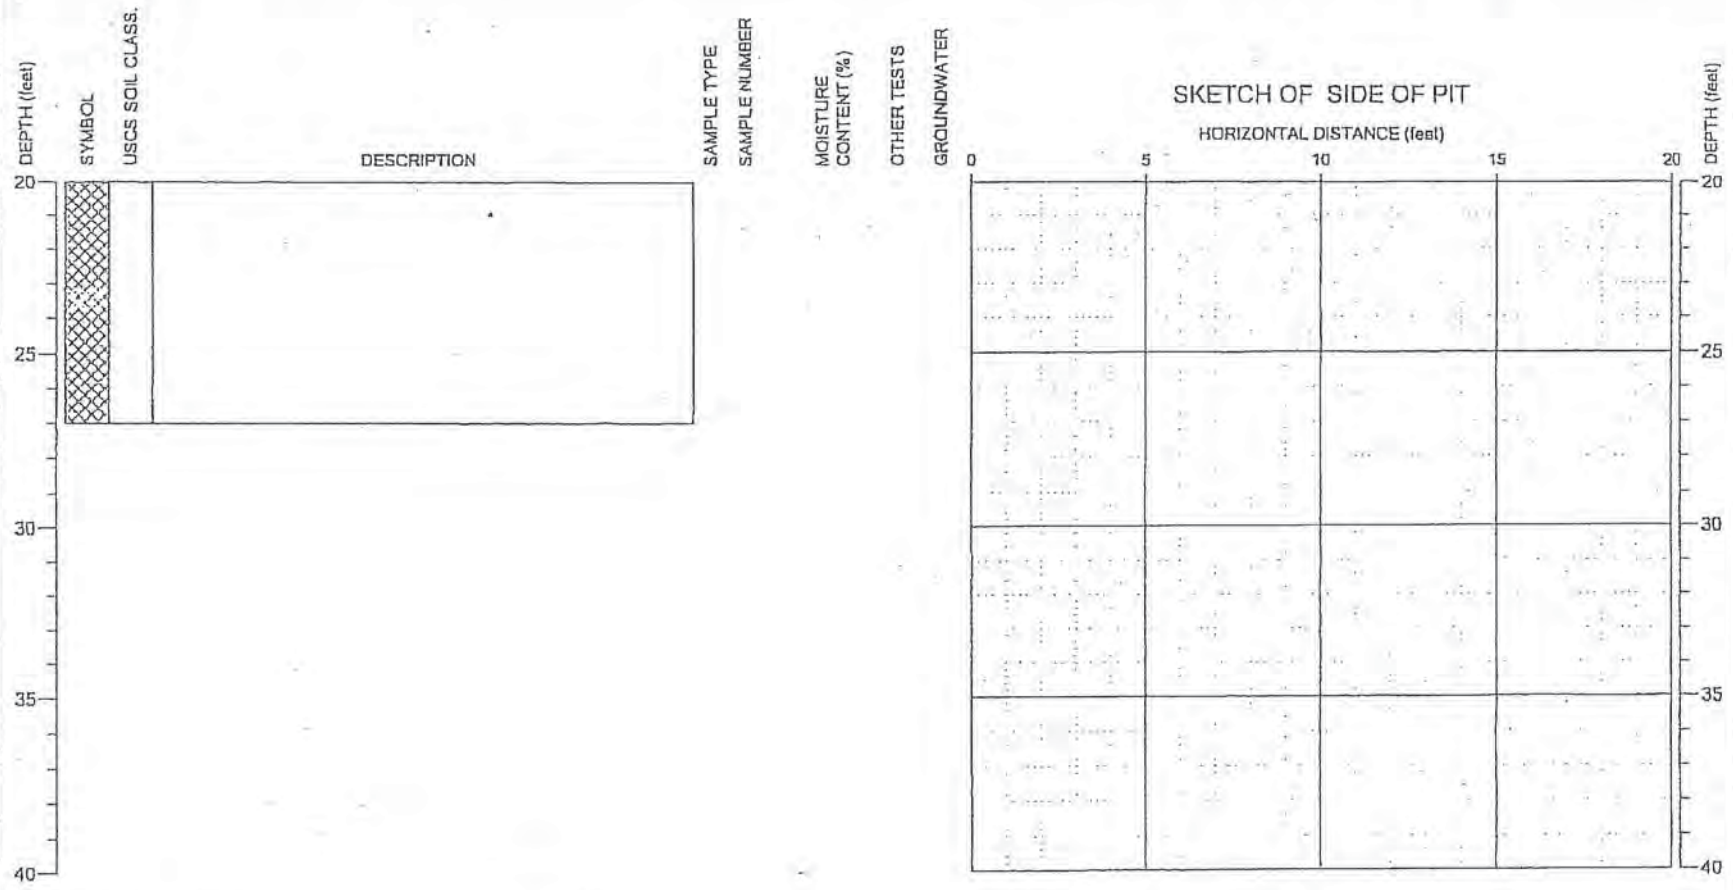 DEPTH (feet)
SYMBOL
USCS SOIL CLASS.
DESCRIPTION
SAMPLE TYPE
SAMPLE NUMBER
MOISTURE
CONTENT (%)
OTHER TESTS
GROUNDWATER
SKETCH OF SIDE OF PIT
HORIZONTAL DISTANCE (feet)
DEPTH (feet)
0 5 10 15 20
20
25
30
35
40
20
25
30
35
40